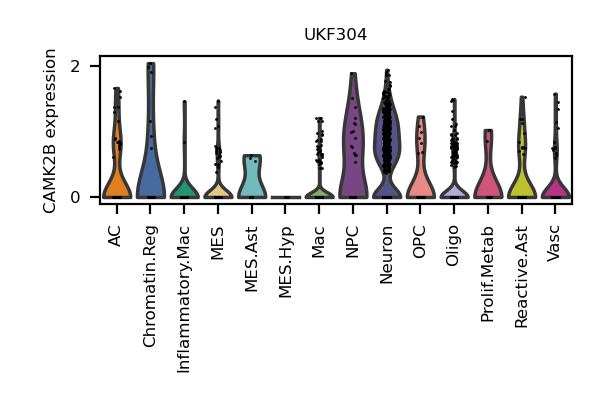 UKF304
CAMK2B expression
2
0
AC
Chromatin.Reg
Inflammatory.Mac
MES
MES.Ast
MES.Hyp
Mac
NPC
Neuron
OPC
Oligo
Prolif.Metab
Reactive.Ast
Vasc